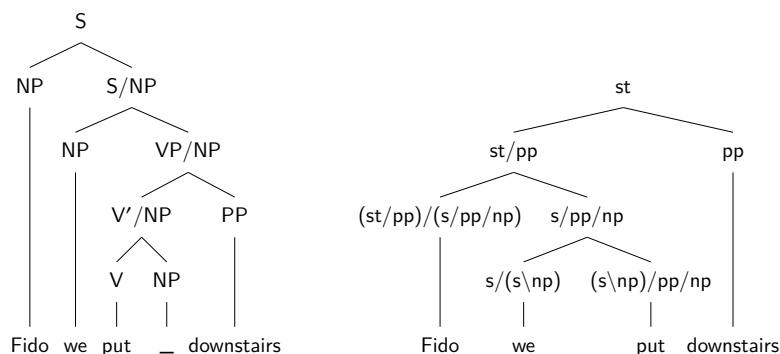 S
NP S/NP st
NP VP/NP st/pp pp
V′/NP PP (st/pp)/(s/pp/np) s/pp/np
V NP s/(s\np) (s\np)/pp/np
Fido we put _ downstairs Fido we put downstairs